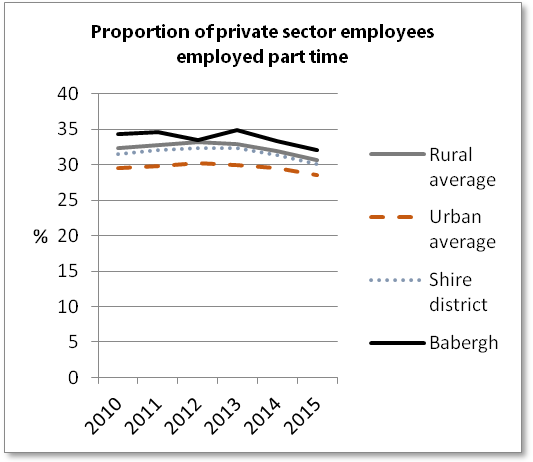 Proportion of private sector employees
employed part time
40
35
30
25
20
15
10
5
0
%
2010
2011
2012
2013
2014
2015
Rural
average
Urban
average
Shire
district
Babergh